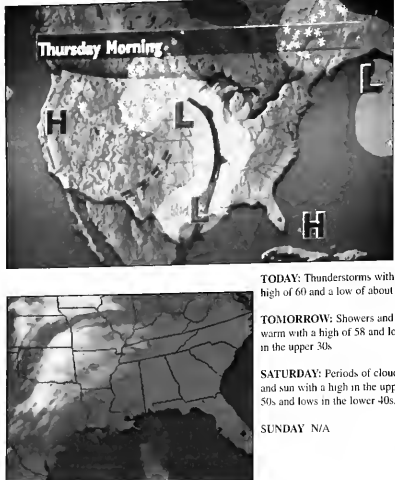 Thursday Morning
H
L
L
L
H
TODAY: Thunderstorms with
high of 60 and a low of about
TOMORROW: Showers and
warm with a high of 58 and lo
in the upper 30s
SATURDAY: Periods of clou
and sun with a high in the upp
50s and lows in the lower 40s.
SUNDAY N/A